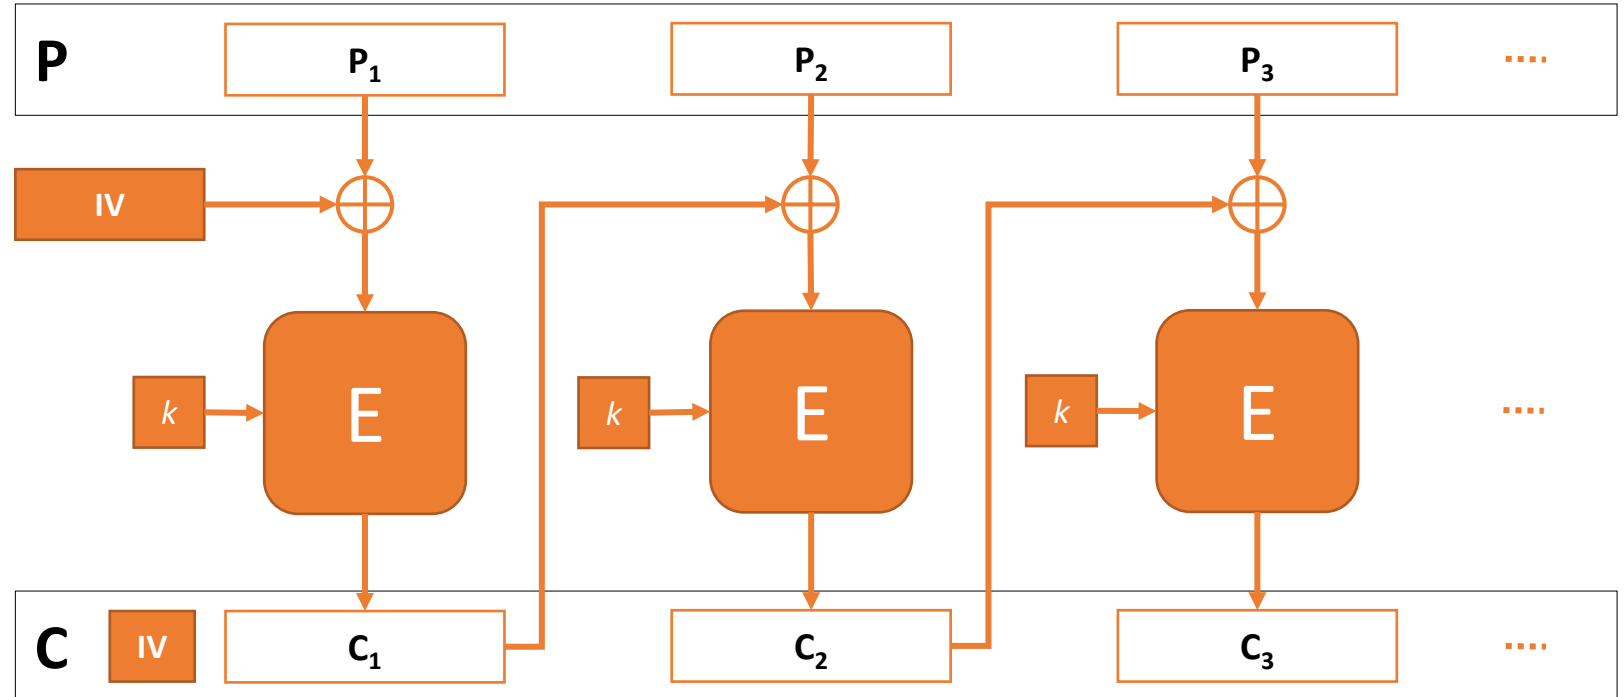 P P₁ P₂ P₃ ....
IV
k E k E k E ....
C IV C₁ C₂ C₃ ....